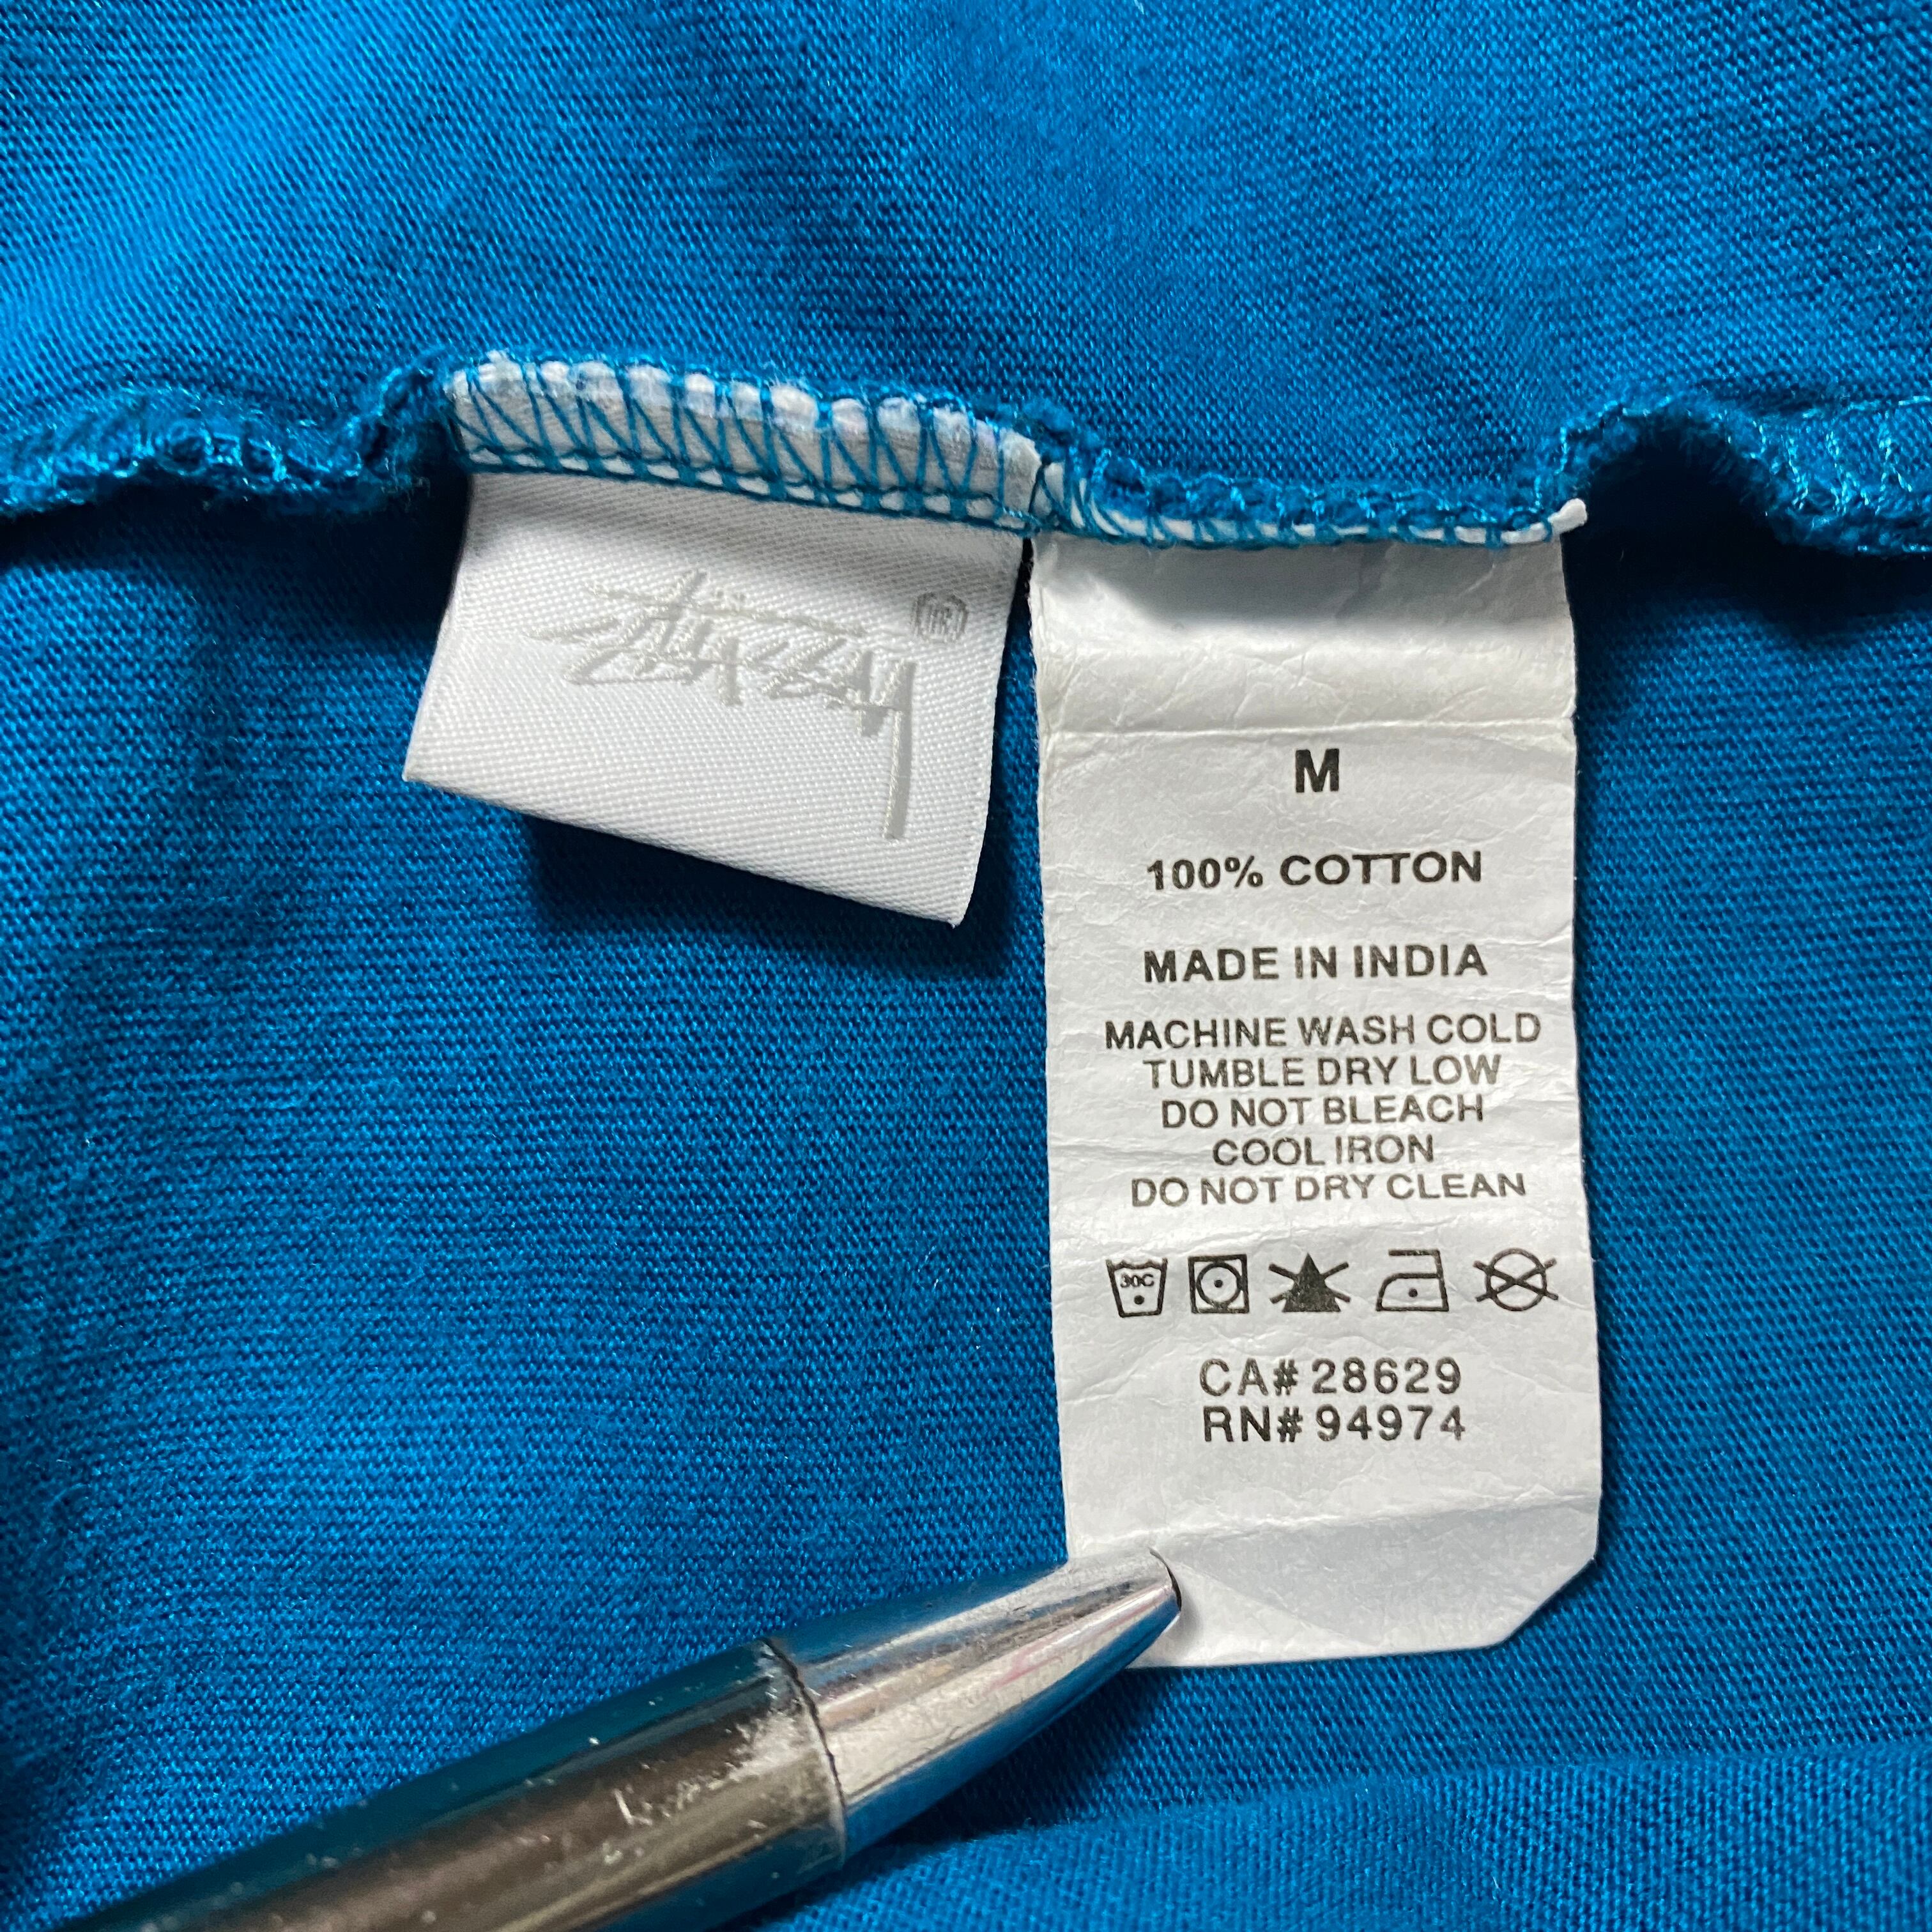 Stüssy ®
M
100% COTTON
MADE IN INDIA
MACHINE WASH COLD
TUMBLE DRY LOW
DO NOT BLEACH
COOL IRON
DO NOT DRY CLEAN
30C
CA# 28629
RN# 94974